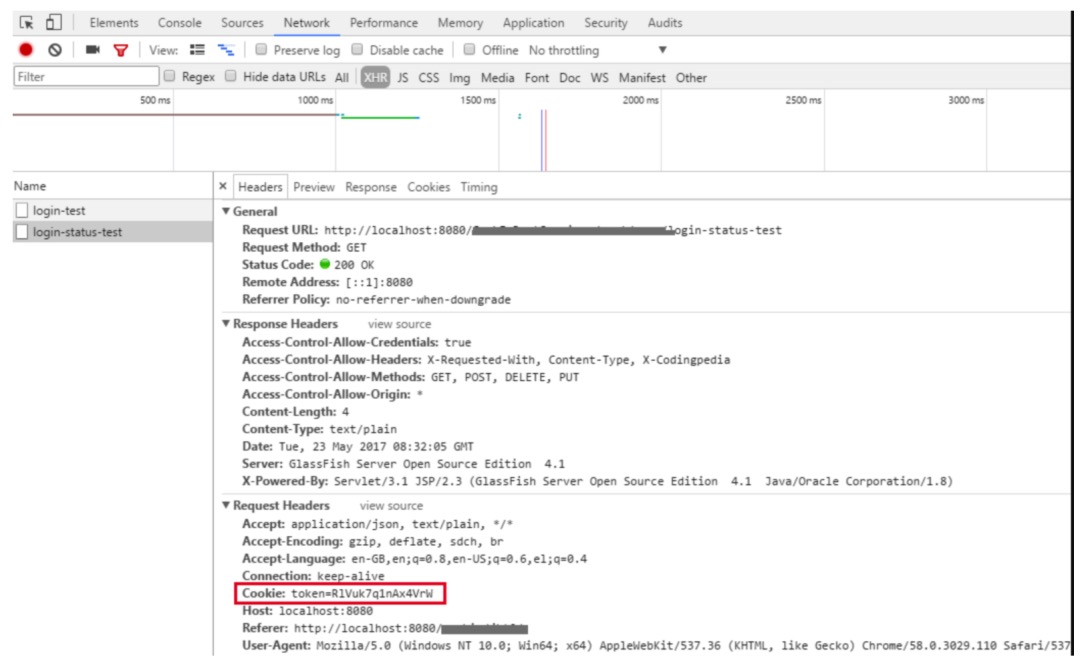 Elements Console Sources Network Performance Memory Application Security Audits
View: Preserve log Disable cache Offline No throttling
Filter Regex Hide data URLs All XHR JS CSS Img Media Font Doc WS Manifest Other
500 ms 1000 ms 1500 ms 2000 ms 2500 ms 3000 ms
Name × Headers Preview Response Cookies Timing
login-test
login-status-test
General
Request URL: http://localhost:8080/ login-status-test
Request Method: GET
Status Code: 200 OK
Remote Address: [::1]:8080
Referrer Policy: no-referrer-when-downgrade
Response Headers view source
Access-Control-Allow-Credentials: true
Access-Control-Allow-Headers: X-Requested-With, Content-Type, X-Codingpedia
Access-Control-Allow-Methods: GET, POST, DELETE, PUT
Access-Control-Allow-Origin: *
Content-Length: 4
Content-Type: text/plain
Date: Tue, 23 May 2017 08:32:05 GMT
Server: GlassFish Server Open Source Edition 4.1
X-Powered-By: Servlet/3.1 JSP/2.3 (GlassFish Server Open Source Edition 4.1 Java/Oracle Corporation/1.8)
Request Headers view source
Accept: application/json, text/plain, */*
Accept-Encoding: gzip, deflate, sdch, br
Accept-Language: en-GB,en;q=0.8,en-US;q=0.6,el;q=0.4
Connection: keep-alive
Cookie: token=RlVuk7q1nAx4VrW
Host: localhost:8080
Referer: http://localhost:8080/
User-Agent: Mozilla/5.0 (Windows NT 10.0; Win64; x64) AppleWebKit/537.36 (KHTML, like Gecko) Chrome/58.0.3029.110 Safari/537